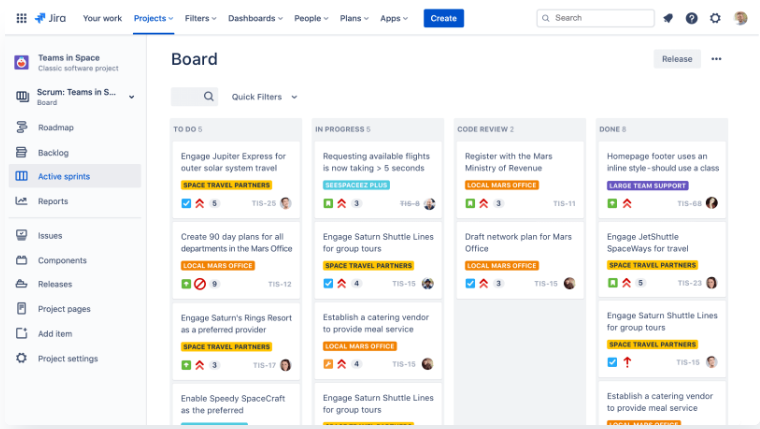 Jira
Your work
Projects
Filters
Dashboards
People
Plans
Apps
Create
Search
Teams in Space
Classic software project
Scrum: Teams in S...
Board
Roadmap
Backlog
Active sprints
Reports
Issues
Components
Releases
Project pages
Add item
Project settings
Board
Release
Quick Filters
TO DO 5
Engage Jupiter Express for
outer solar system travel
SPACE TRAVEL PARTNERS
5
TIS-25
Create 90 day plans for all
departments in the Mars Office
LOCAL MARS OFFICE
9
TIS-12
Engage Saturn's Rings Resort
as a preferred provider
SPACE TRAVEL PARTNERS
3
TIS-17
Enable Speedy SpaceCraft
as the preferred
IN PROGRESS 5
Requesting available flights
is now taking > 5 seconds
SEESPACEEZ PLUS
3
TIS-8
Engage Saturn Shuttle Lines
for group tours
SPACE TRAVEL PARTNERS
4
TIS-15
Establish a catering vendor
to provide meal service
LOCAL MARS OFFICE
4
TIS-15
Engage Saturn Shuttle Lines
for group tours
SPACE TRAVEL PARTNERS
CODE REVIEW 2
Register with the Mars
Ministry of Revenue
LOCAL MARS OFFICE
3
TIS-11
Draft network plan for Mars
Office
LOCAL MARS OFFICE
3
TIS-15
DONE 8
Homepage footer uses an
inline style-should use a class
LARGE TEAM SUPPORT
TIS-68
Engage JetShuttle
SpaceWays for travel
SPACE TRAVEL PARTNERS
5
TIS-23
Engage Saturn Shuttle Lines
for group tours
SPACE TRAVEL PARTNERS
TIS-15
Establish a catering vendor
to provide meal service
LOCAL MARS OFFICE